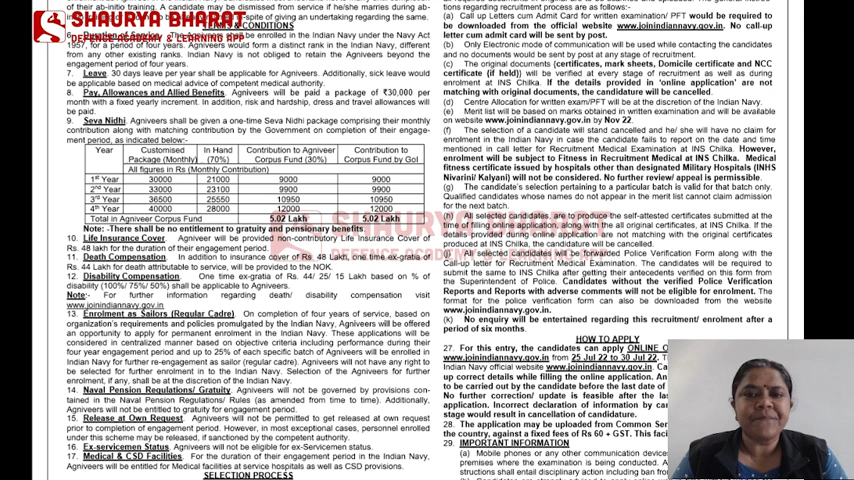 of their ab-initio training. A candidate may be dismissed from service if he/she marries during ab-
spite of giving an undertaking regarding the same.
SHAURYA BHARAT
DEFENCE ACADEMY & LEARNING APP
TERMS & CONDITIONS
6. Duration of Service. enrolled in the Indian Navy under the Navy Act
1957, for a period of four years. Agniveers would form a distinct rank in the Indian Navy, different
from any other existing ranks. Indian Navy is not obliged to retain the Agniveers beyond the
engagement period of four years.
7. Leave. 30 days leave per year shall be applicable for Agniveers. Additionally, sick leave would
be applicable based on medical advice of competent medical authority.
8. Pay, Allowances and Allied Benefits. Agniveers will be paid a package of ₹30,000 per
month with a fixed yearly increment. In addition, risk and hardship, dress and travel allowances will
be paid.
9. Seva Nidhi. Agniveers shall be given a one-time Seva Nidhi package comprising their monthly
contribution along with matching contribution by the Government on completion of their engage-
ment period, as indicated below:-
Year Customised Package (Monthly) In Hand (70%) Contribution to Agniveer Corpus Fund (30%) Contribution to Corpus Fund by GoI
All figures in Rs (Monthly Contribution)
1st Year 30000 21000 9000 9000
2nd Year 33000 23100 9900 9900
3rd Year 36500 25550 10950 10950
4th Year 40000 28000 12000 12000
Total in Agniveer Corpus Fund 5.02 Lakh 5.02 Lakh
Note: -There shall be no entitlement to gratuity and pensionary benefits.
10. Life Insurance Cover. Agniveer will be provided non-contributory Life Insurance Cover of
Rs. 48 lakh for the duration of their engagement period.
11. Death Compensation. In addition to insurance cover of Rs. 48 Lakh, one time ex-gratia of
Rs. 44 Lakh for death attributable to service, will be provided to the NOK.
12. Disability Compensation. One time ex-gratia of Rs. 44/ 25/ 15 Lakh based on % of
disability (100%/ 75%/ 50%) shall be applicable to Agniveers.
Note:- For further information regarding death/ disability compensation visit
www.joinindiannavy.gov.in
13. Enrolment as Sailors (Regular Cadre). On completion of four years of service, based on
organization's requirements and policies promulgated by the Indian Navy, Agniveers will be offered
an opportunity to apply for permanent enrolment in the Indian Navy. These applications will be
considered in centralized manner based on objective criteria including performance during their
four year engagement period and up to 25% of each specific batch of Agniveers will be enrolled in
Indian Navy for further re-engagement as sailor (regular cadre). Agniveers will not have any right to
be selected for further enrolment in to the Indian Navy. Selection of the Agniveers for further
enrolment, if any, shall be at the discretion of the Indian Navy.
14. Naval Pension Regulations/ Gratuity. Agniveers will not be governed by provisions con-
tained in the Naval Pension Regulations/ Rules (as amended from time to time). Additionally,
Agniveers will not be entitled to gratuity for engagement period.
15. Release at Own Request. Agniveers will not be permitted to get released at own request
prior to completion of engagement period. However, in most exceptional cases, personnel enrolled
under this scheme may be released, if sanctioned by the competent authority.
16. Ex-servicemen Status. Agniveers will not be eligible for ex-Servicemen status.
17. Medical & CSD Facilities. For the duration of their engagement period in the Indian Navy,
Agniveers will be entitled for Medical facilities at service hospitals as well as CSD provisions.
SELECTION PROCESS
tions regarding recruitment process are as follows:-
(a) Call up Letters cum Admit Card for written examination/ PFT would be required to
be downloaded from the official website www.joinindiannavy.gov.in. No call-up
letter cum admit card will be sent by post.
(b) Only Electronic mode of communication will be used while contacting the candidates
and no documents would be sent by post at any stage of recruitment.
(c) The original documents (certificates, mark sheets, Domicile certificate and NCC
certificate (if held)) will be verified at every stage of recruitment as well as during
enrolment at INS Chilka. If the details provided in 'online application' are not
matching with original documents, the candidature will be cancelled.
(d) Centre Allocation for written exam/PFT will be at the discretion of the Indian Navy.
(e) Merit list will be based on marks obtained in written examination and will be available
on website www.joinindiannavy.gov.in by Nov 22.
(f) The selection of a candidate will stand cancelled and he/ she will have no claim for
enrolment in the Indian Navy in case the candidate fails to report on the date and time
mentioned in call letter for Recruitment Medical Examination at INS Chilka. However,
enrolment will be subject to Fitness in Recruitment Medical at INS Chilka. Medical
fitness certificate issued by hospitals other than designated Military Hospitals (INHS
Nivarini/ Kalyani) will not be considered. No further review/ appeal is permissible.
(g) The candidate's selection pertaining to a particular batch is valid for that batch only.
Qualified candidates whose names do not appear in the merit list cannot claim admission
for the next batch.
All selected candidates, are to bring the self-attested certificates submitted at the
time of filling online application, along with all the original certificates, at INS Chilka. If the
details provided during online application are not matching with the original certificates
produced at INS Chilka, the candidature will be cancelled.
All selected candidates would be forwarded Police Verification Form along with the
Call-up letter for Recruitment Medical Examination. The candidates will be required to
submit the same to INS Chilka after getting their antecedents verified on this form from
the Superintendent of Police. Candidates without the verified Police Verification
Reports and Reports with adverse comments will not be eligible for enrolment. The
format for the police verification form can also be downloaded from the website
www.joinindiannavy.gov.in.
(k) No enquiry will be entertained regarding this recruitment/ enrolment after a
period of six months.
HOW TO APPLY
27. For this entry, the candidates can apply ONLINE O
www.joinindiannavy.gov.in from 25 Jul 22 to 30 Jul 22. T
Indian Navy official website www.joinindiannavy.gov.in. Ca
up correct details while filling the online application. An
to be carried out by the candidate before the last date of
No further correction/ update is feasible after the las
application. Incorrect declaration of information by can
stage would result in cancellation of candidature.
28. The application may be uploaded from Common Ser
the country, against a fixed fees of Rs 60 + GST. This faci
29. IMPORTANT INFORMATION
(a) Mobile phones or any other communication devices
premises where the examination is being conducted. A
structions shall entail disciplinary action including ban from
SHAURYA BHARAT